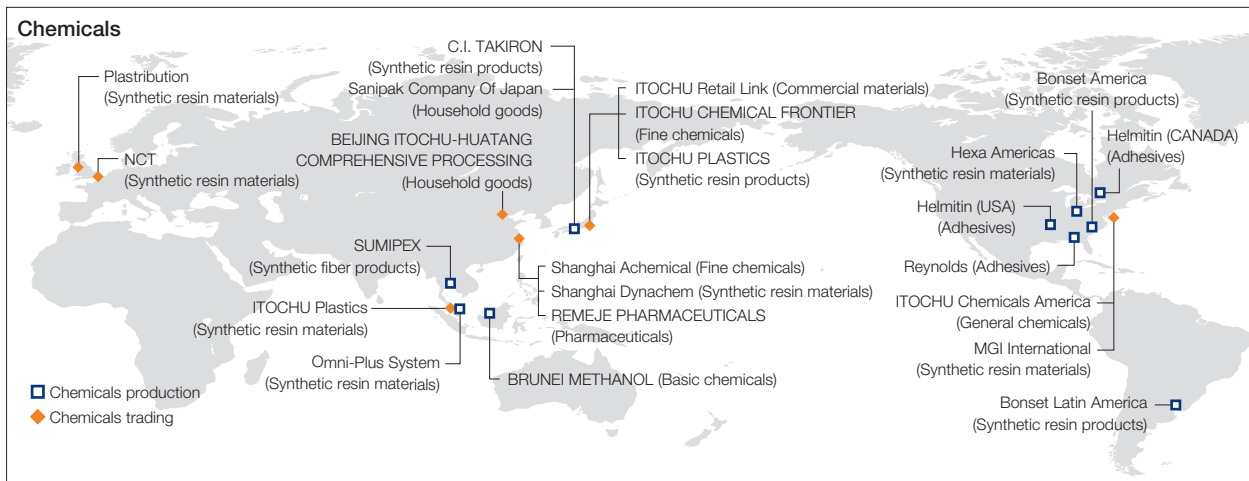 Chemicals
Plastribution
(Synthetic resin materials)
NCT
(Synthetic resin materials)
C.I. TAKIRON
(Synthetic resin products)
Sanipak Company Of Japan
(Household goods)
BEIJING ITOCHU-HUATANG
COMPREHENSIVE PROCESSING
(Household goods)
ITOCHU Retail Link (Commercial materials)
ITOCHU CHEMICAL FRONTIER
(Fine chemicals)
ITOCHU PLASTICS
(Synthetic resin products)
SUMIPEX
(Synthetic fiber products)
ITOCHU Plastics
(Synthetic resin materials)
Omni-Plus System
(Synthetic resin materials)
Shanghai Achemical (Fine chemicals)
Shanghai Dynachem (Synthetic resin materials)
REMEJE PHARMACEUTICALS
(Pharmaceuticals)
BRUNEI METHANOL (Basic chemicals)
Bonset America
(Synthetic resin products)
Helmitin (CANADA)
(Adhesives)
Hexa Americas
(Synthetic resin materials)
Helmitin (USA)
(Adhesives)
Reynolds (Adhesives)
ITOCHU Chemicals America
(General chemicals)
MGI International
(Synthetic resin materials)
Bonset Latin America
(Synthetic resin products)
Chemicals production
Chemicals trading